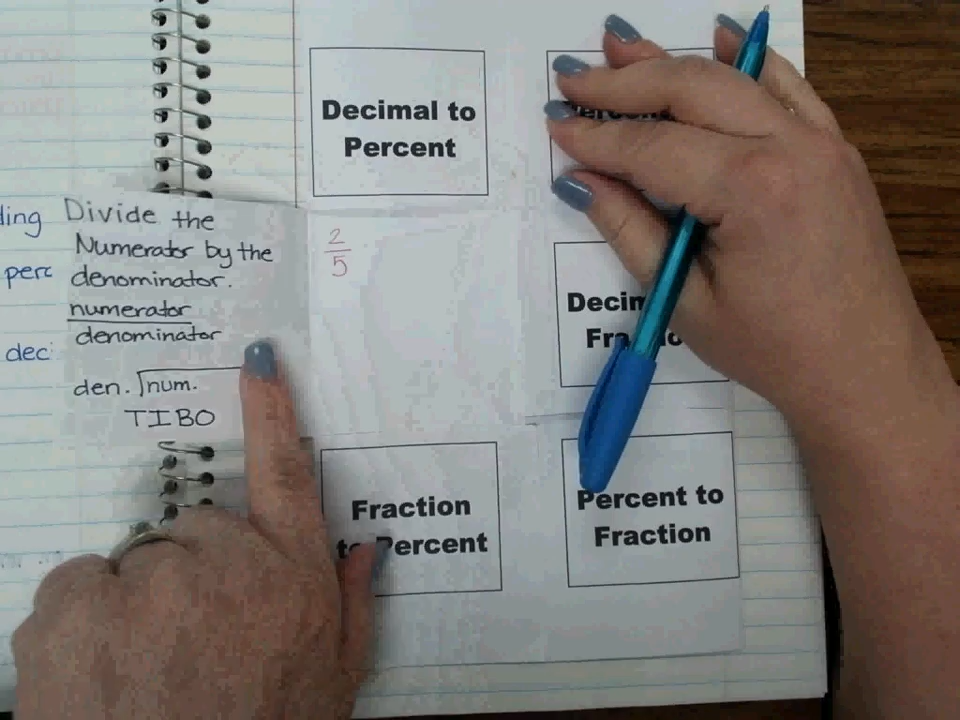 Decimal to
Percent
ding
perc
dec
Divide the
Numerator by the
denominator.
numerator
denominator
den. num.
TIBO
2
5
Fraction
to Percent
Percent to
Fraction